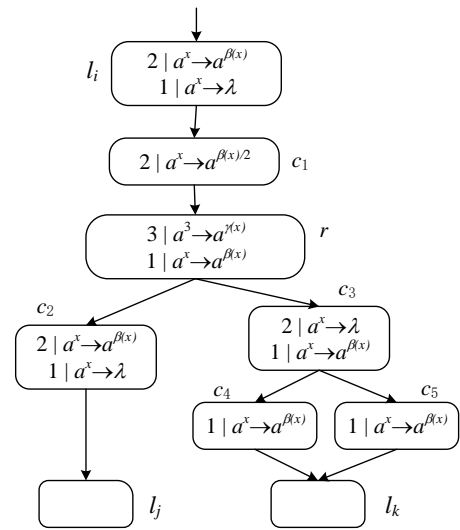 l_i
2 | a^x→a^{β(x)}
1 | a^x→λ
2 | a^x→a^{β(x)/2}
c_1
3 | a^3→a^{γ(x)}
1 | a^x→a^{β(x)}
r
c_2
2 | a^x→a^{β(x)}
1 | a^x→λ
c_3
2 | a^x→λ
1 | a^x→a^{β(x)}
c_4
1 | a^x→a^{β(x)}
c_5
1 | a^x→a^{β(x)}
l_j
l_k